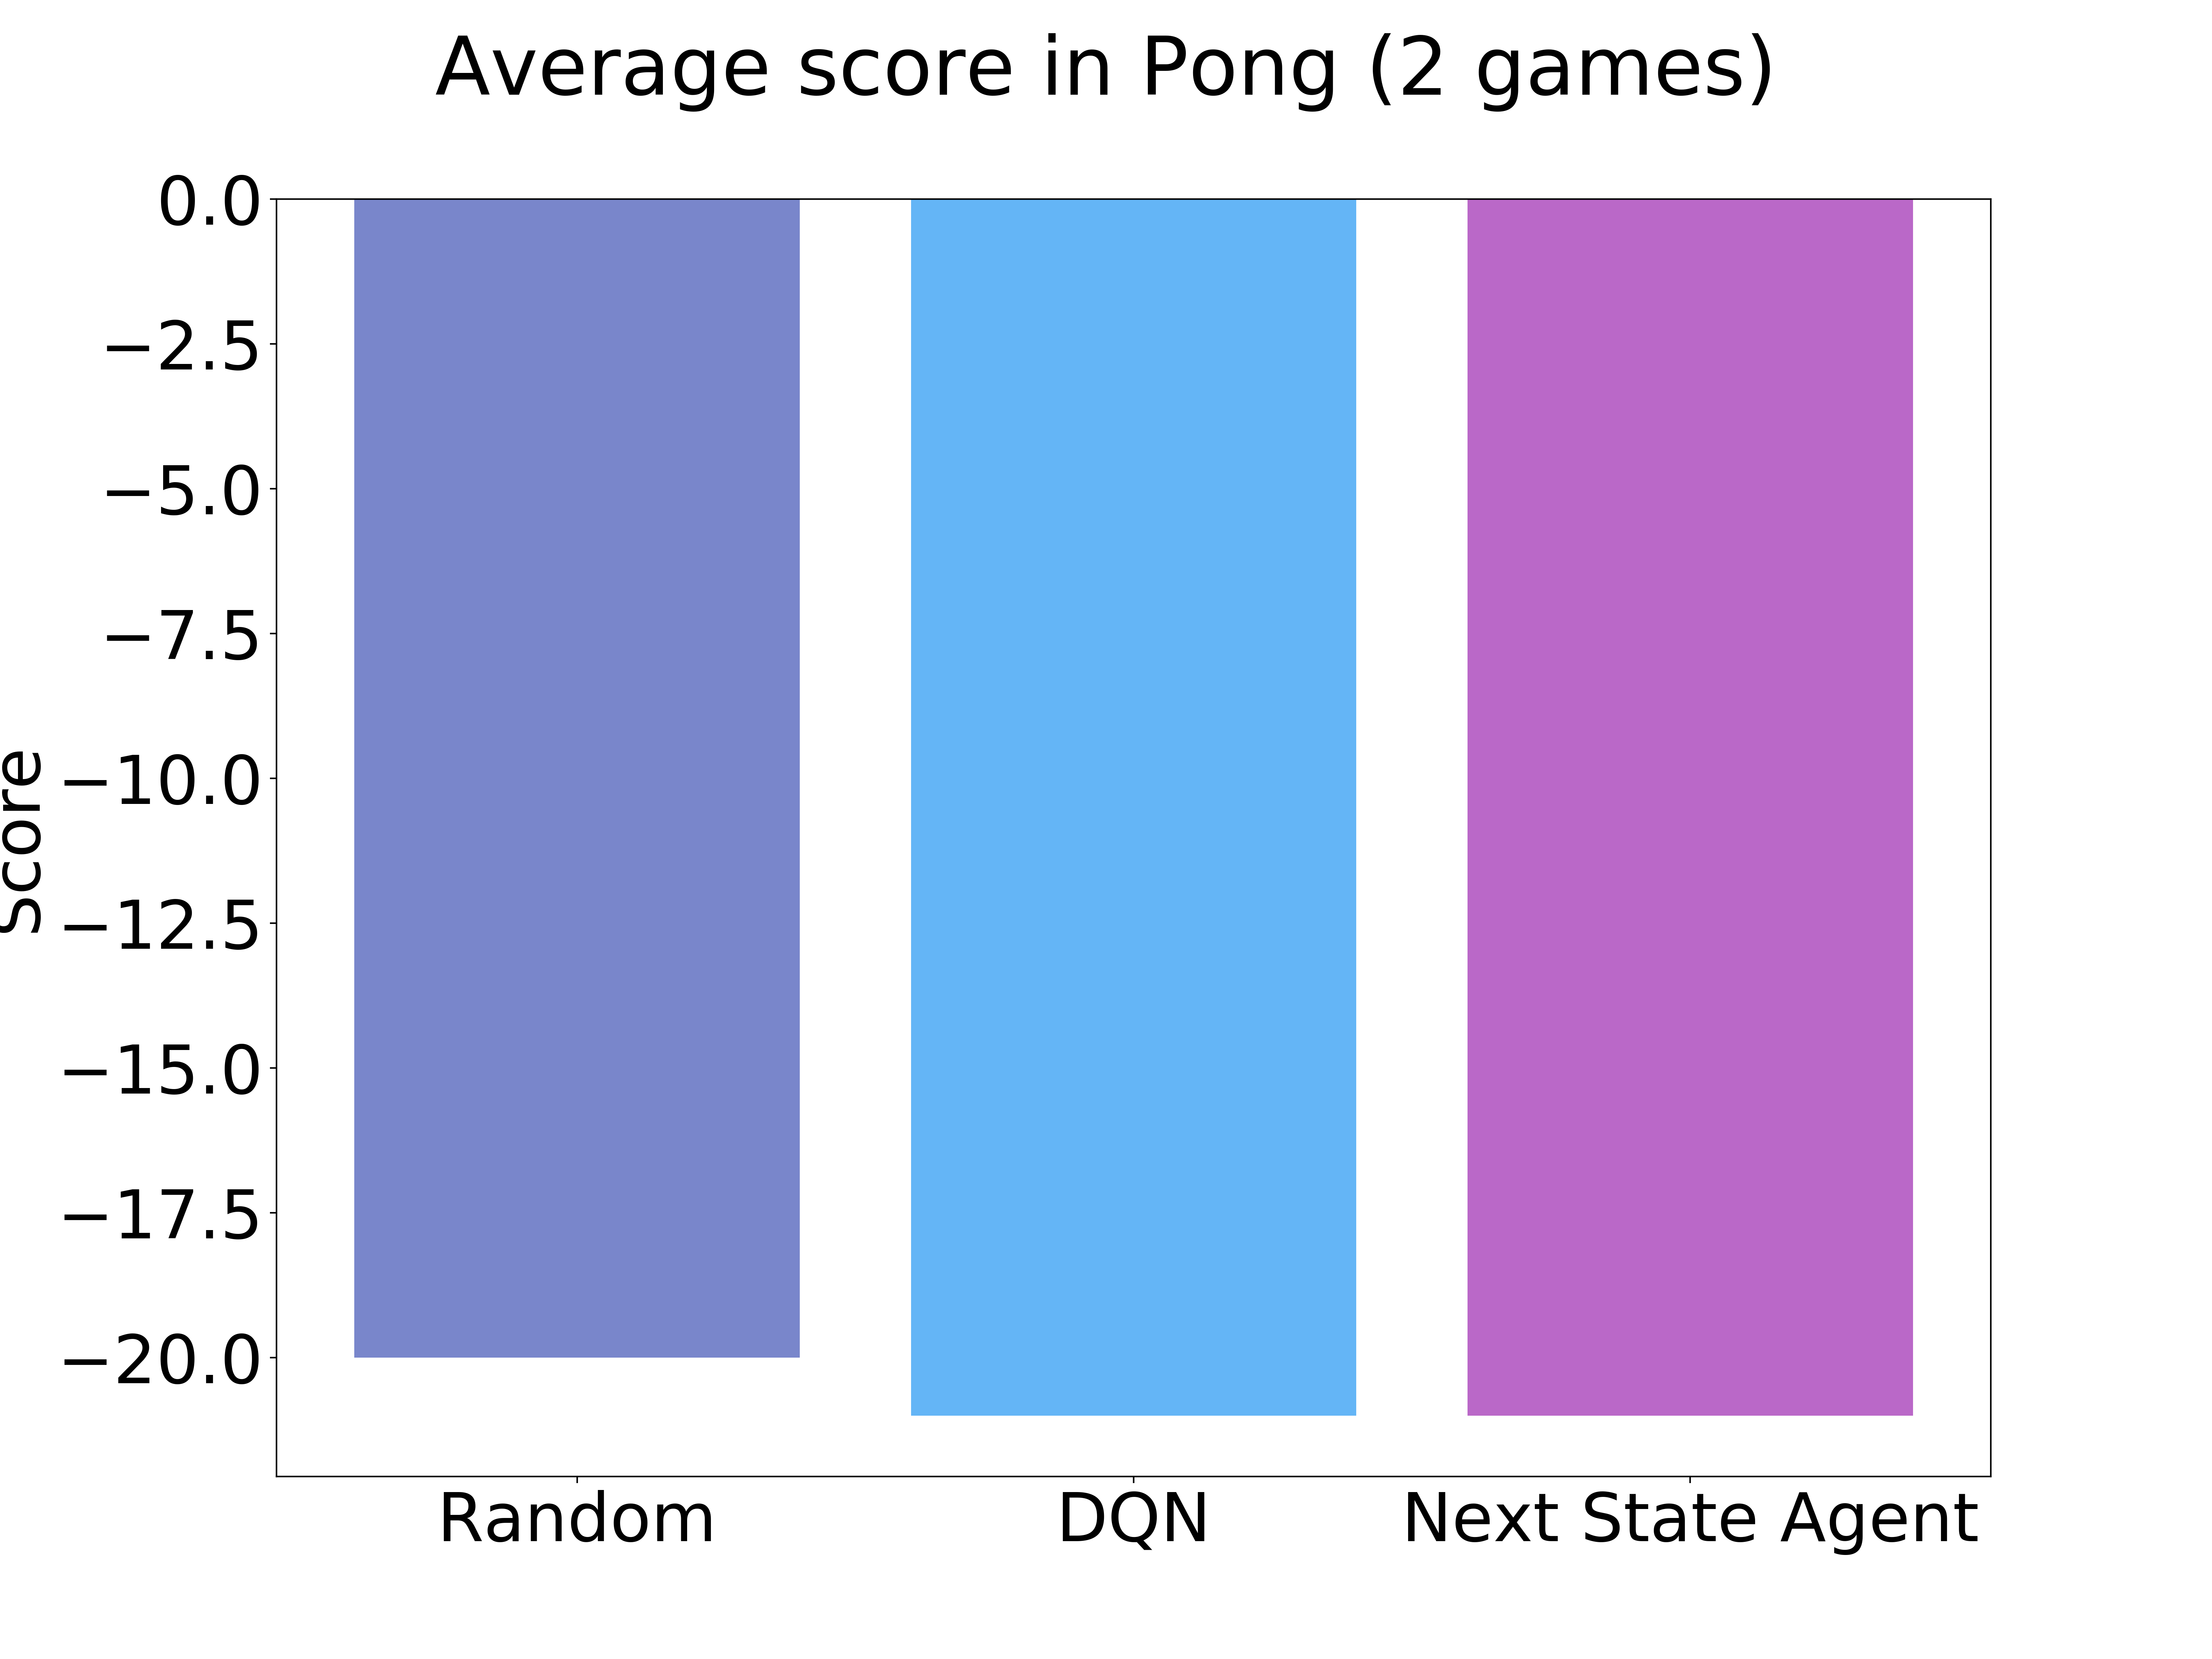 Average score in Pong (2 games)
0.0
−2.5
−5.0
−7.5
−10.0
−12.5
−15.0
−17.5
−20.0
Score
Random
DQN
Next State Agent